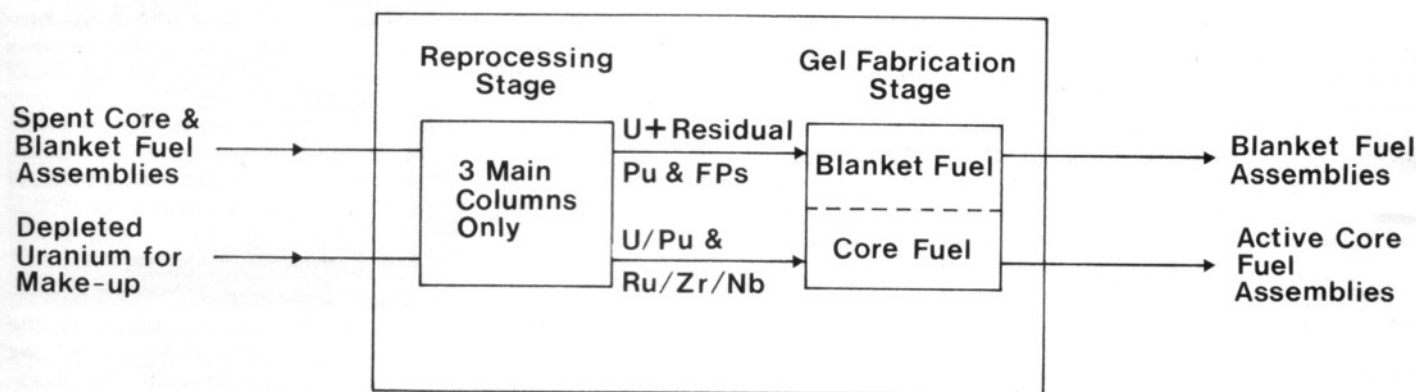 Reprocessing
Stage
Gel Fabrication
Stage
Spent Core &
Blanket Fuel
Assemblies
Depleted
Uranium for
Make-up
3 Main
Columns
Only
U+Residual
Pu & FPs
U/Pu &
Ru/Zr/Nb
Blanket Fuel
Core Fuel
Blanket Fuel
Assemblies
Active Core
Fuel
Assemblies